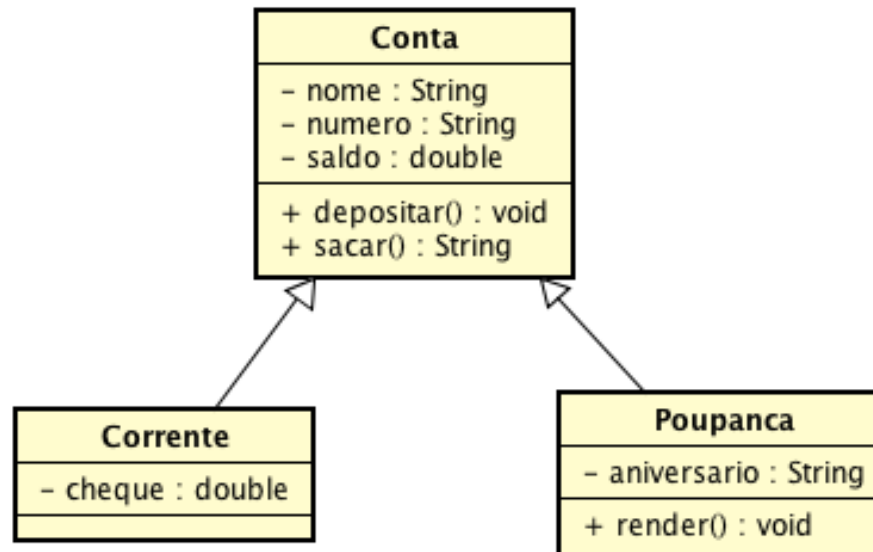 Conta
- nome : String
- numero : String
- saldo : double
+ depositar() : void
+ sacar() : String
Corrente
- cheque : double
Poupanca
- aniversario : String
+ render() : void